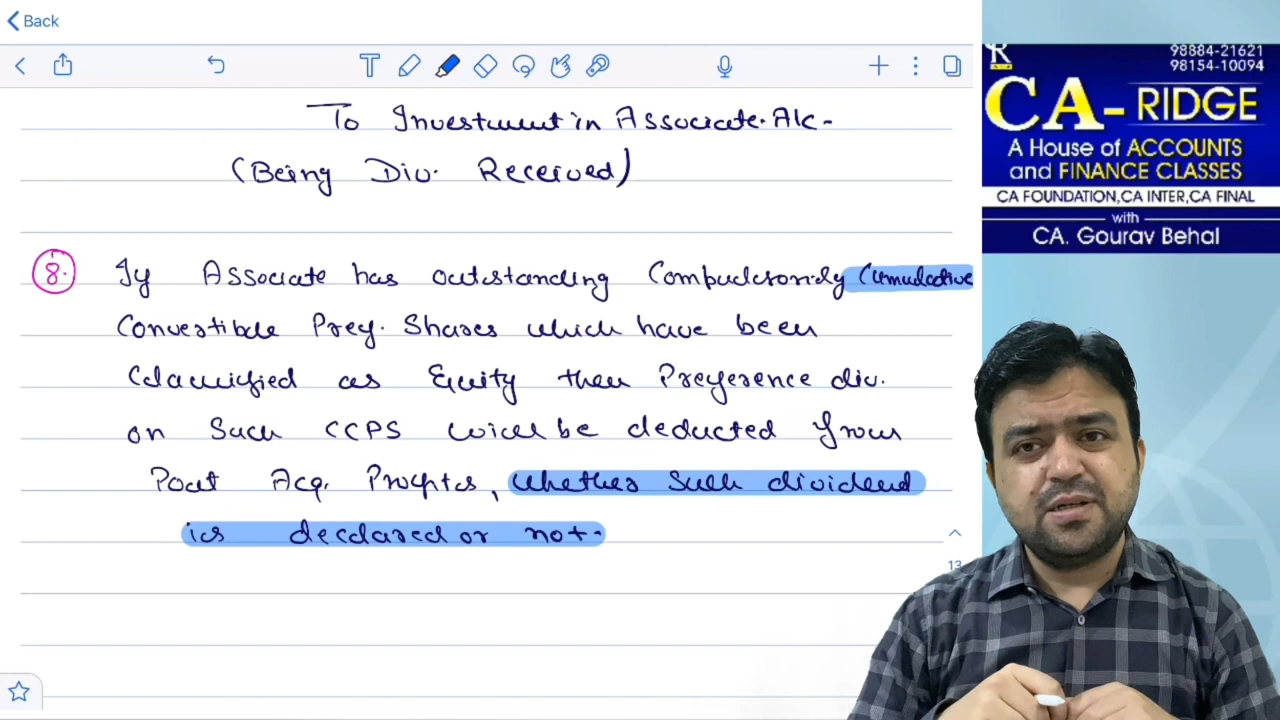 Back
To Investment in Associate A/c -
(Being Div. Received)
8. If Associate has outstanding Compulsorily Cumulative
Convertible Pref. Shares which have been
Classified as Equity then Preference div.
on Such CCPS will be deducted from
Post Acq. Profits, whether such dividend
is declared or not.
13
R
98884-21621
98154-10094
CA-RIDGE
A House of ACCOUNTS
and FINANCE CLASSES
CA FOUNDATION,CA INTER,CA FINAL
with
CA. Gourav Behal